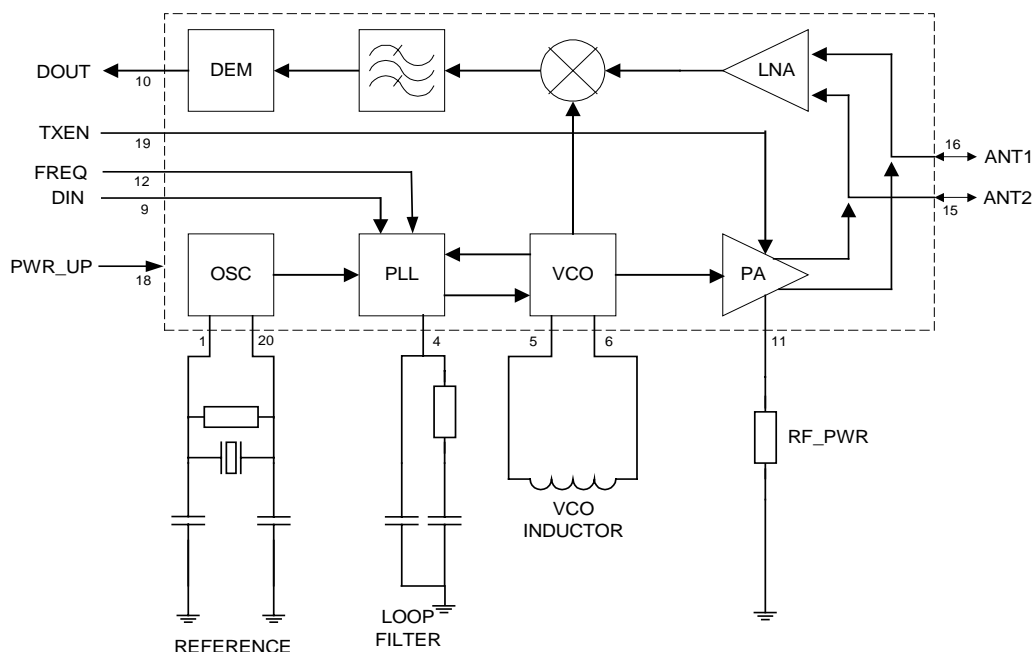 DOUT
10
DEM
LNA
TXEN
19
16
ANT1
FREQ
12
DIN
9
15
ANT2
PWR_UP
18
OSC
PLL
VCO
PA
1
20
4
5
6
11
RF_PWR
VCO
INDUCTOR
LOOP
FILTER
REFERENCE